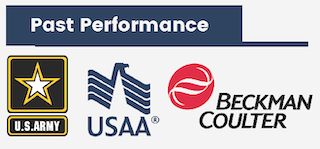 Past Performance
U.S.ARMY
USAA®
BECKMAN
COULTER